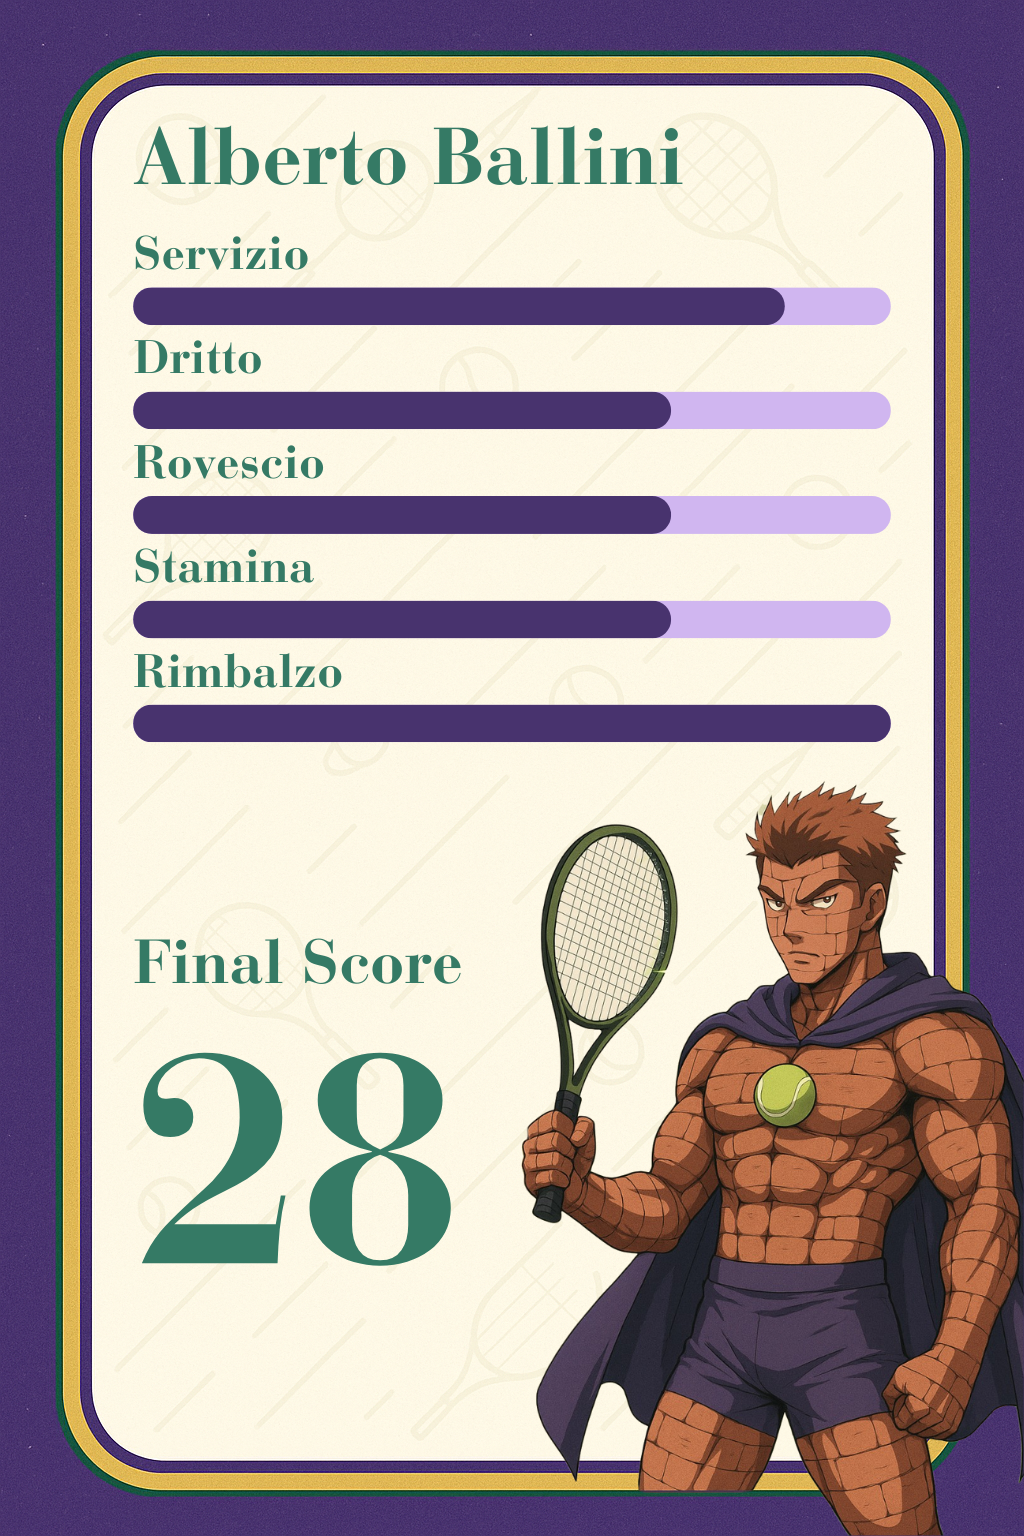 Alberto Ballini
Servizio
Dritto
Rovescio
Stamina
Rimbalzo
Final Score
28